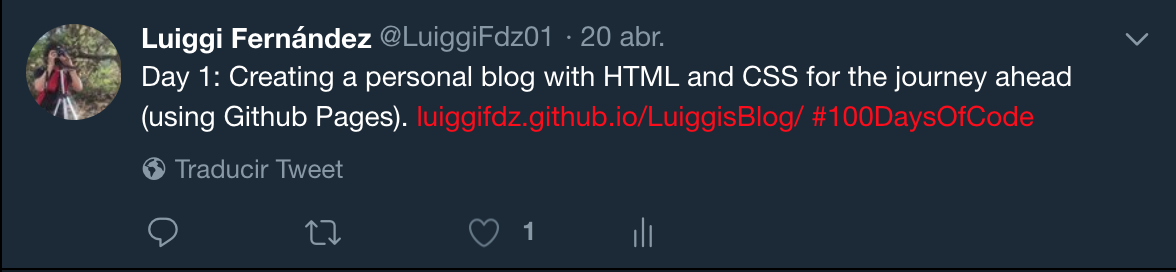 Luiggi Fernández @LuiggiFdz01 · 20 abr.
Day 1: Creating a personal blog with HTML and CSS for the journey ahead
(using Github Pages). luiggifdz.github.io/LuiggisBlog/ #100DaysOfCode
Traducir Tweet
1